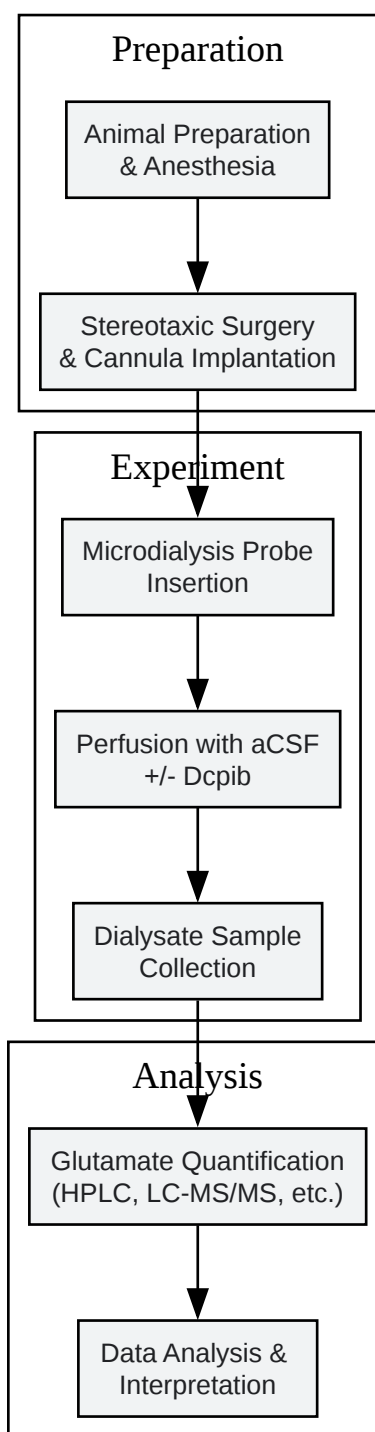 Preparation
Animal Preparation
& Anesthesia
Stereotaxic Surgery
& Cannula Implantation
Experiment
Microdialysis Probe
Insertion
Perfusion with aCSF
+/- Dcpib
Dialysate Sample
Collection
Analysis
Glutamate Quantification
(HPLC, LC-MS/MS, etc.)
Data Analysis &
Interpretation